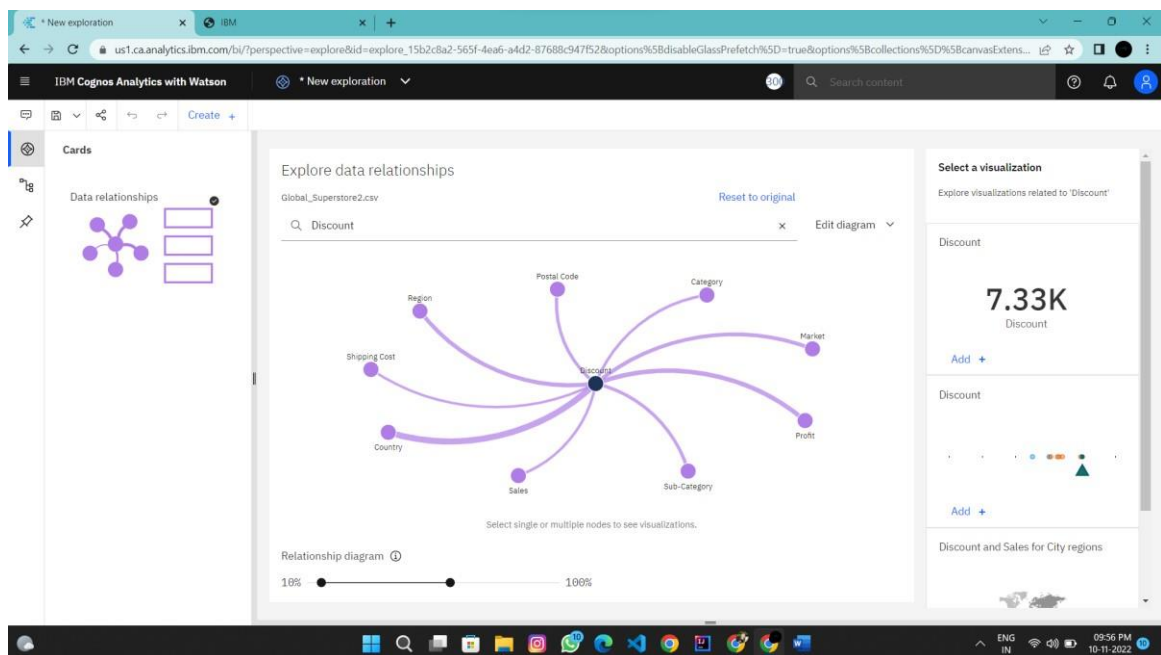 * New exploration
IBM
us1.ca.analytics.ibm.com/bi/?perspective=explore&id=explore_15b2c8a2-565f-4ea6-a4d2-87688c947f52&options%5BdisableGlassPrefetch%5D=true&options%5Bcollections%5D%5BcanvasExtens...
IBM Cognos Analytics with Watson
* New exploration
Search content
Create +
Cards
Data relationships
Explore data relationships
Global_Superstore2.csv
Reset to original
Discount
Edit diagram
Postal Code
Category
Region
Market
Shipping Cost
Discount
Country
Profit
Sales
Sub-Category
Select single or multiple nodes to see visualizations.
Relationship diagram
10%
100%
Select a visualization
Explore visualizations related to 'Discount'
Discount
7.33K
Discount
Add +
Discount
Add +
Discount and Sales for City regions
ENG
IN
09:56 PM
10-11-2022
10